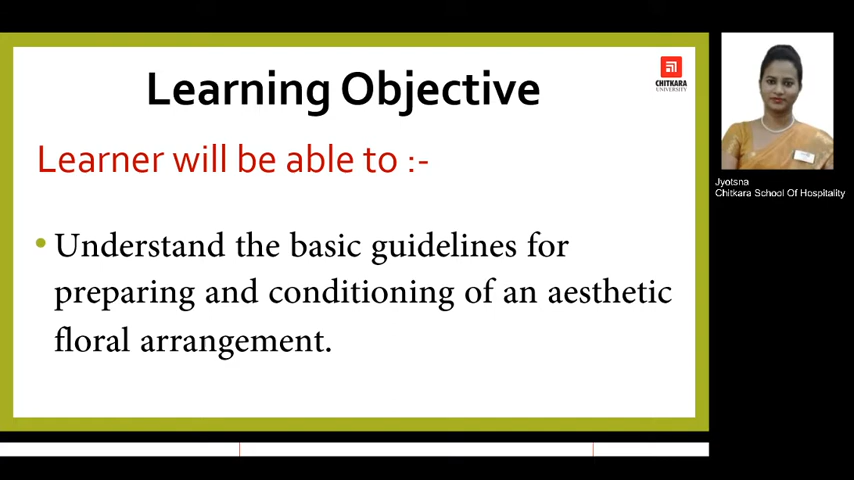 Learning Objective
CHITKARA
UNIVERSITY
Learner will be able to :-
• Understand the basic guidelines for
preparing and conditioning of an aesthetic
floral arrangement.
Jyotsna
Chitkara School Of Hospitality